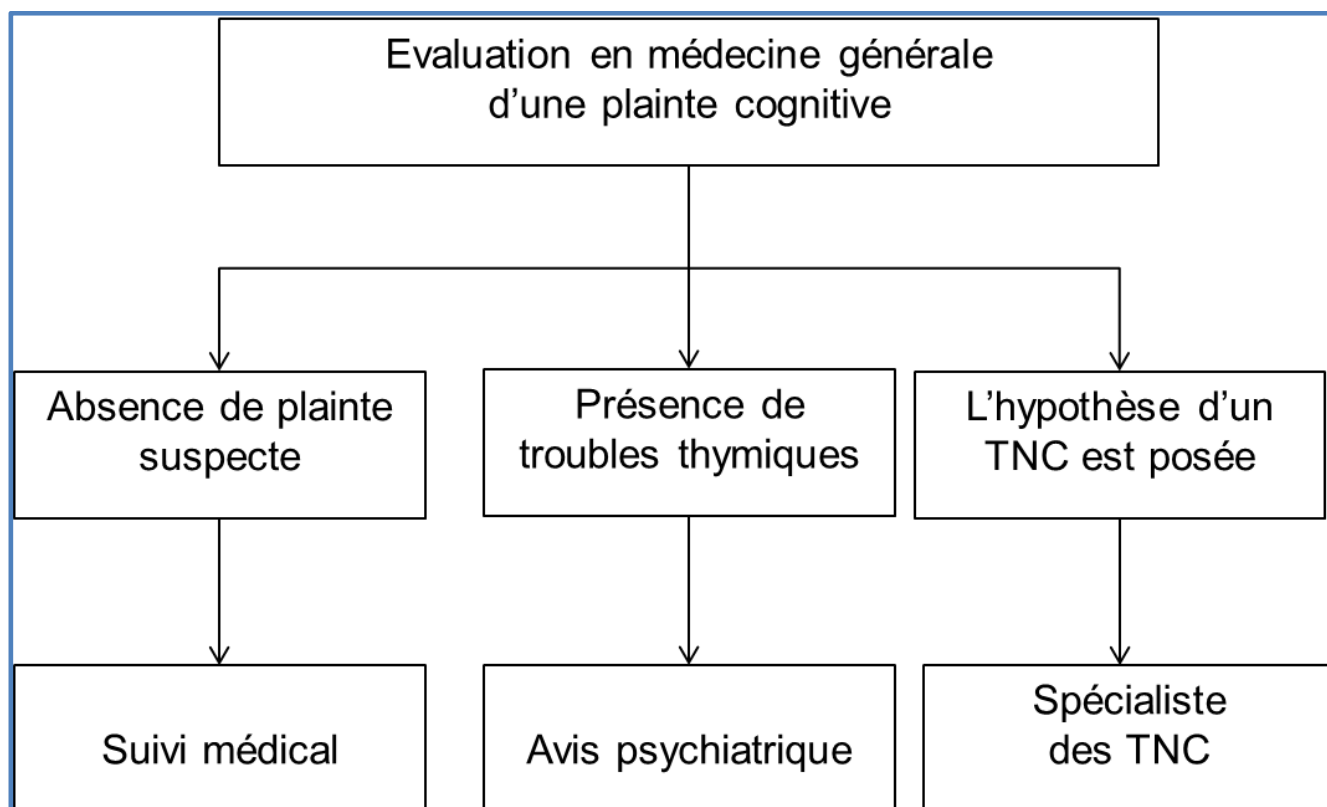 Evaluation en médecine générale
d’une plainte cognitive
Absence de plainte
suspecte
Présence de
troubles thymiques
L’hypothèse d’un
TNC est posée
Suivi médical
Avis psychiatrique
Spécialiste
des TNC